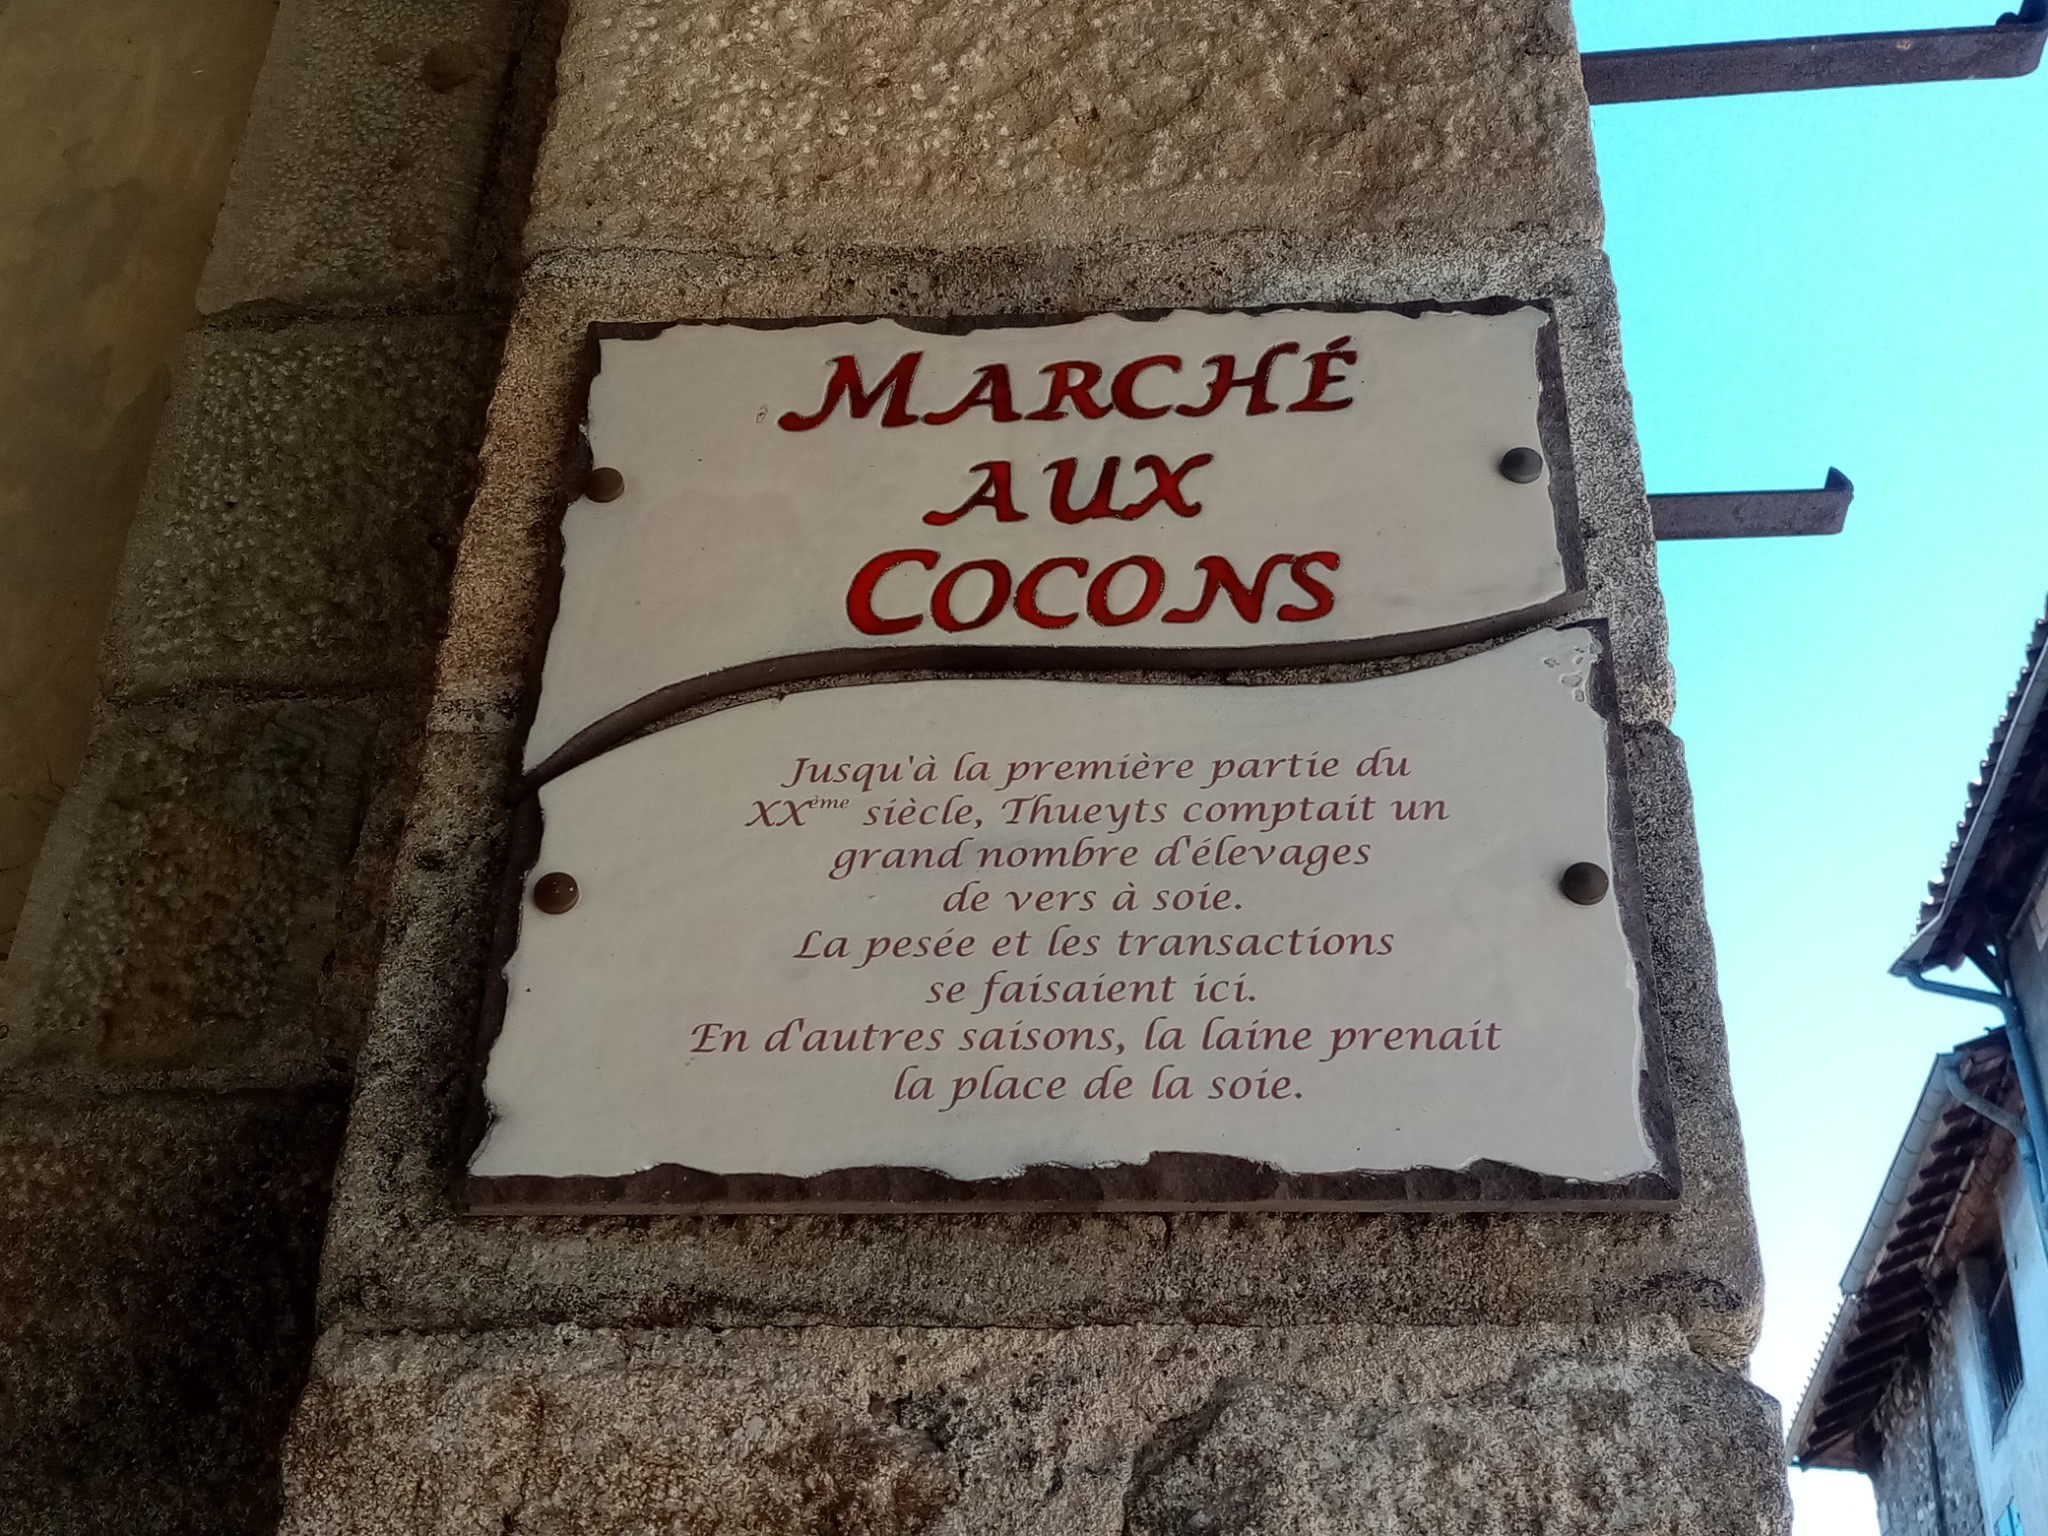 MARCHÉ
AUX
COCONS
Jusqu'à la première partie du
XXème siècle, Thueyts comptait un
grand nombre d'élevages
de vers à soie.
La pesée et les transactions
se faisaient ici.
En d'autres saisons, la laine prenait
la place de la soie.